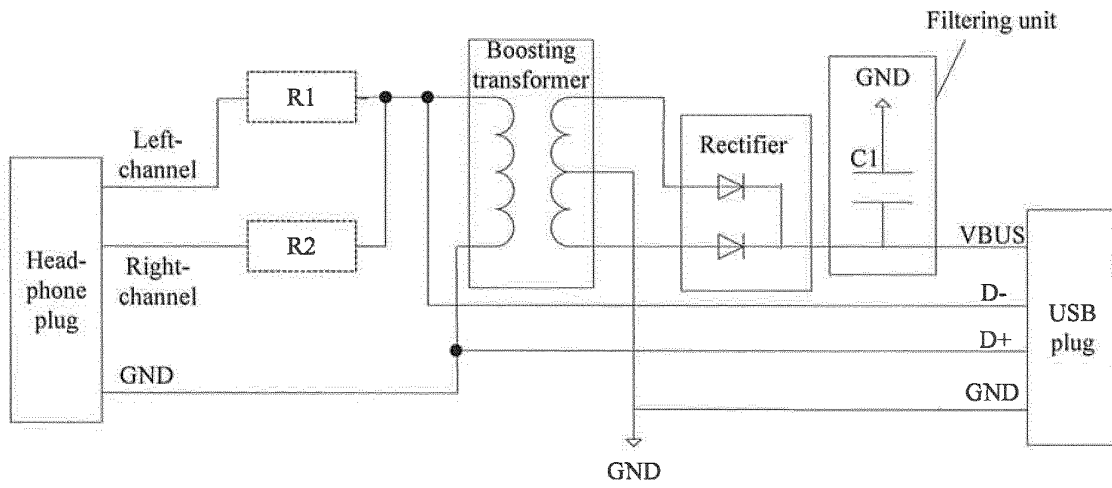 Filtering unit
Boosting
transformer
GND
R1
Left-
channel
Rectifier
C1
R2
VBUS
Head-
phone
plug
Right-
channel
D-
USB
plug
D+
GND
GND
GND